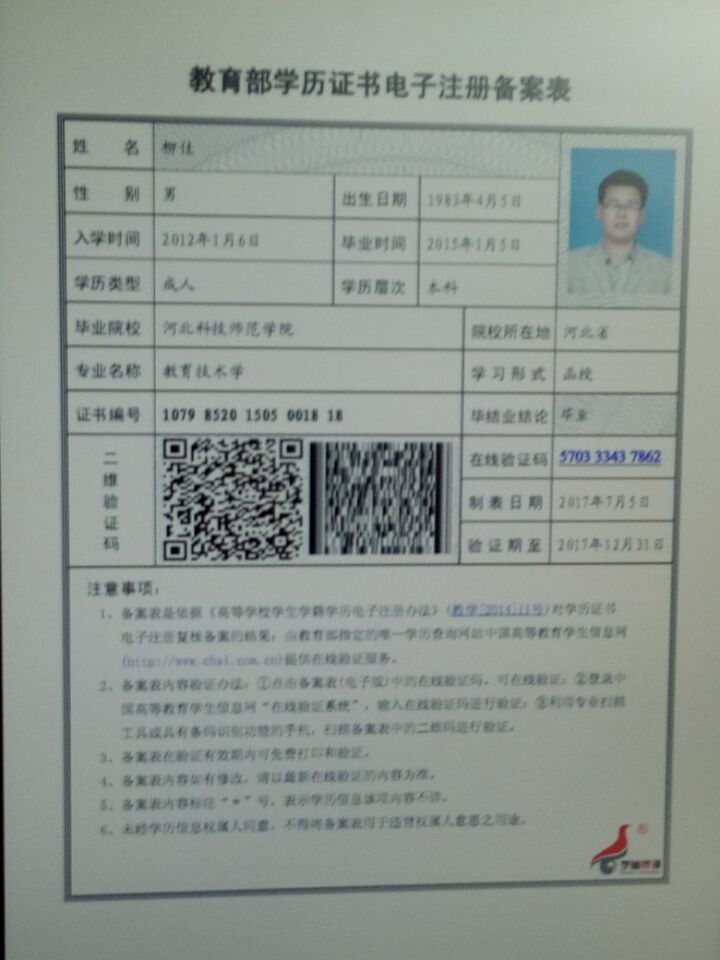 教育部学历证书电子注册备案表
姓 名 柳佳
性 别 男 出生日期 1983年4月5日
入学时间 2012年1月6日 毕业时间 2015年1月5日
学历类型 成人 学历层次 本科
毕业院校 河北科技师范学院 院校所在地 河北省
专业名称 教育技术学 学习形式 函授
证书编号 1079 8520 1505 0018 18 毕结业结论 毕业
二维验证码
在线验证码 5703 3343 7862
制表日期 2017年7月5日
验证期至 2017年12月31日
注意事项:
1、备案表是依据《高等学校学生学籍学历电子注册办法》(教学[2014]11号)对学历证书
电子注册复核备案的结果,由教育部指定的唯一学历查询网站中国高等教育学生信息网
(http://www.chsi.com.cn)提供在线验证服务。
2、备案表内容验证办法:①点击备案表(电子版)中的在线验证码,可在线验证;②登录中
国高等教育学生信息网“在线验证系统”,输入在线验证码进行验证;③利用专业扫描
工具或具有条码识别功能的手机,扫描备案表中的二维码进行验证。
3、备案表在验证有效期内可免费打印和验证。
4、备案表内容如有修改,请以最新在线验证的内容为准。
5、备案表内容标注“*”号,表示学历信息该项内容不详。
6、未经学历信息权属人同意,不得将备案表用于违背权属人意愿之用途。
®